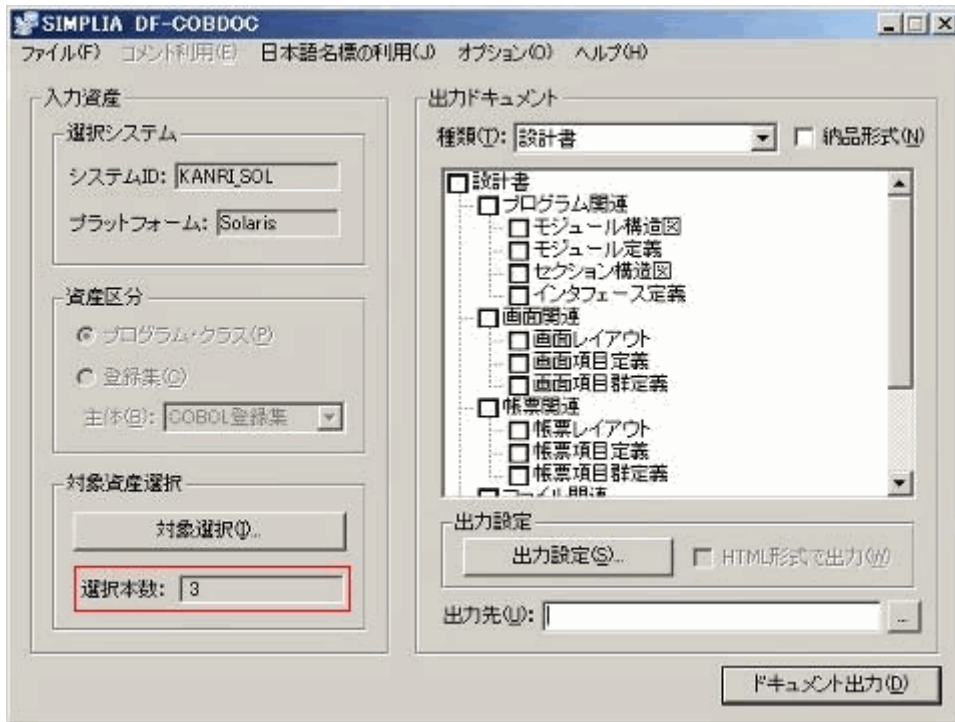 SIMPLIA DF-COBDOC
ファイル(F) コメント利用(E) 日本語名標の利用(J) オプション(O) ヘルプ(H)
入力資産
選択システム
システムID: KANRI_SOL
プラットフォーム: Solaris
資産区分
プログラム・クラス(P)
登録集(C)
主体(B): COBOL登録集
対象資産選択
対象選択(I)...
選択本数: 3
出力ドキュメント
種類(T): 設計書 納品形式(N)
設計書
プログラム関連
モジュール構造図
モジュール定義
セクション構造図
インタフェース定義
画面関連
画面レイアウト
画面項目定義
画面項目群定義
帳票関連
帳票レイアウト
帳票項目定義
帳票項目群定義
ファイル関連
出力設定
出力設定(S)... HTML形式で出力(W)
出力先(U): ...
ドキュメント出力(D)